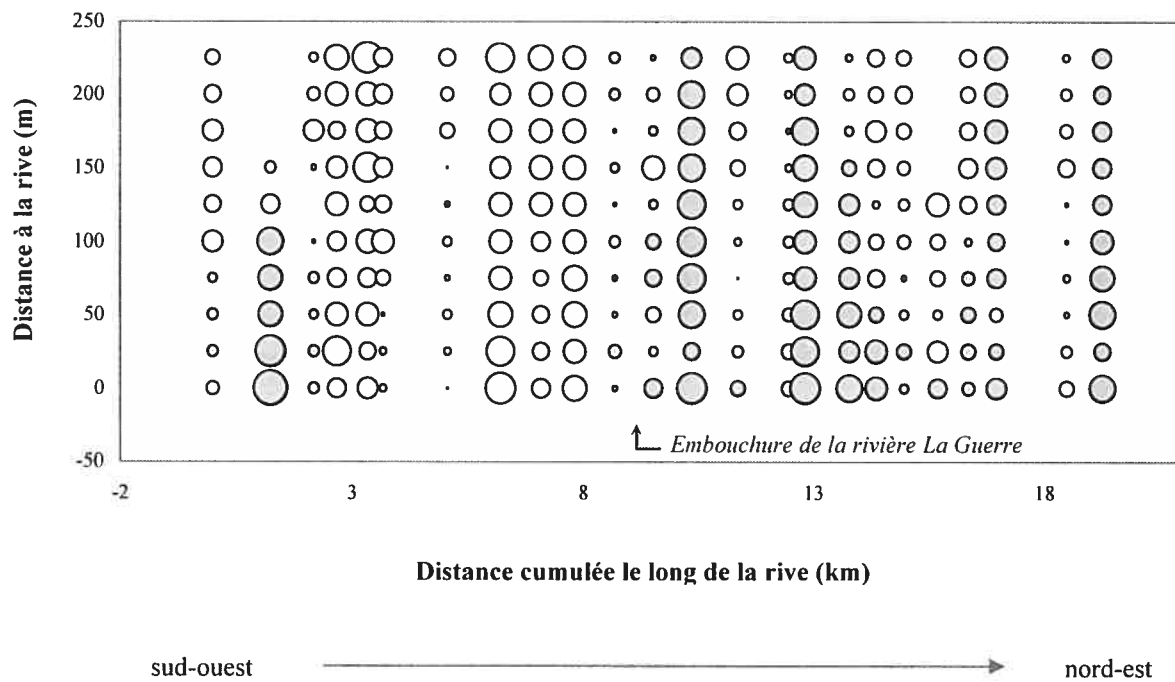 250
200
150
100
50
0
-50
Distance à la rive (m)
Embouchure de la rivière La Guerre
-2 3 8 13 18
Distance cumulée le long de la rive (km)
sud-ouest nord-est